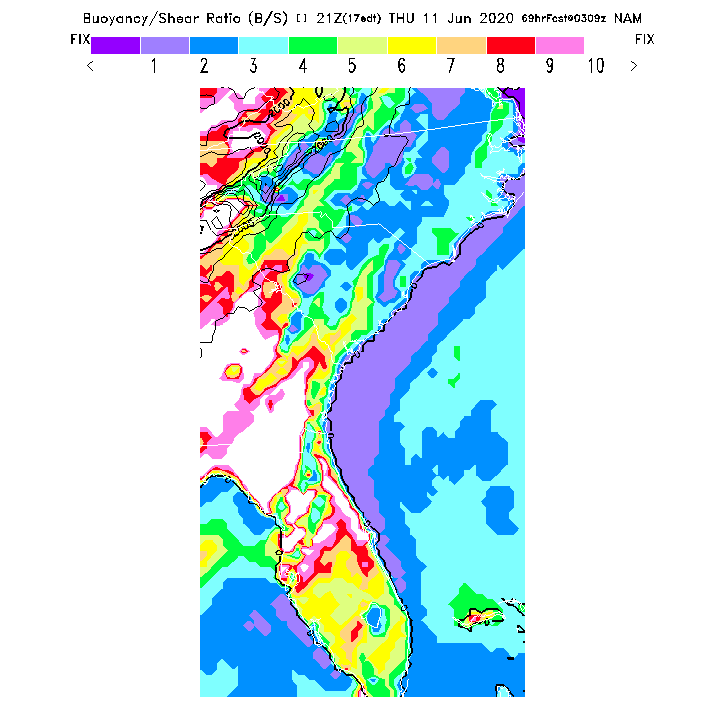 Buoyancy/Shear Ratio (B/S) [] 21Z(17edt) THU 11 Jun 2020 69hrFcst@0309z NAM
FIX FIX
< 1 2 3 4 5 6 7 8 9 10 >